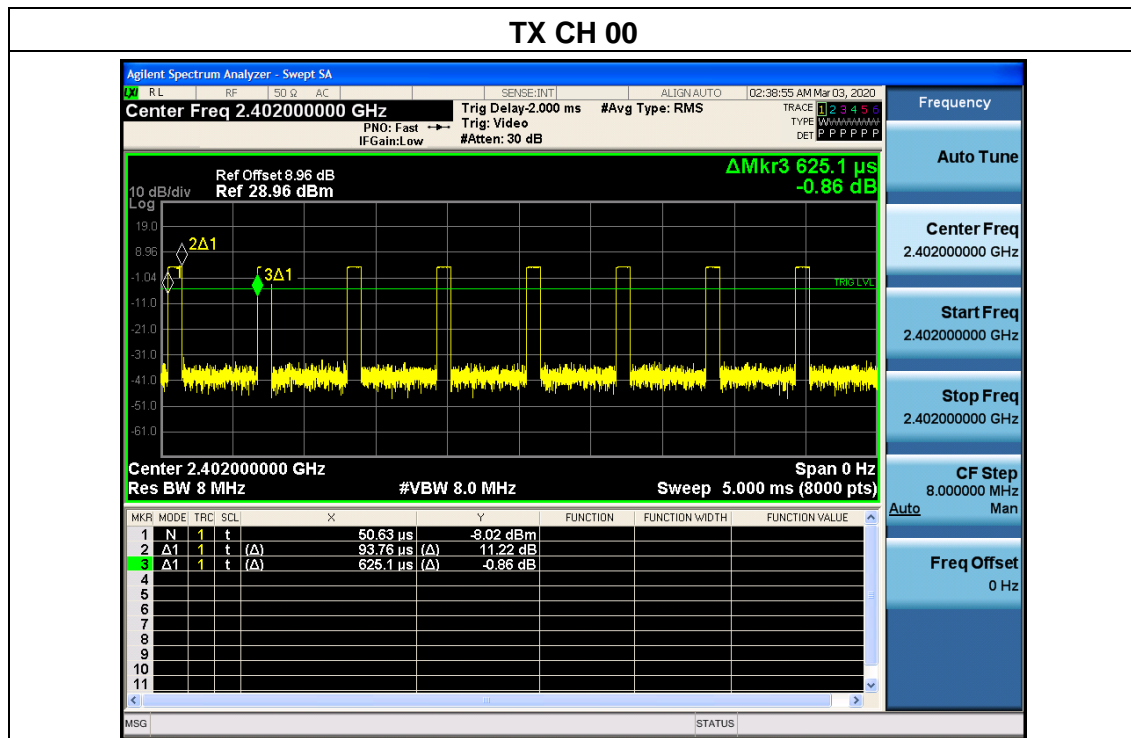 TX CH 00
Agilent Spectrum Analyzer - Swept SA
LXI RL RF 50 Ω AC SENSE:INT ALIGN AUTO 02:38:55 AM Mar 03, 2020
Center Freq 2.402000000 GHz
PNO: Fast
IFGain:Low
Trig Delay-2.000 ms
Trig: Video
#Atten: 30 dB
#Avg Type: RMS
TRACE 1 2 3 4 5 6
TYPE WWWWWW
DET P P P P P P
ΔMkr3 625.1 µs
-0.86 dB
Ref Offset 8.96 dB
10 dB/div Ref 28.96 dBm
Log
19.0
8.96
-1.04
-11.0
-21.0
-31.0
-41.0
-51.0
-61.0
2Δ1
1
3Δ1
TRIG LVL
Center 2.402000000 GHz Span 0 Hz
Res BW 8 MHz #VBW 8.0 MHz Sweep 5.000 ms (8000 pts)
MKR MODE TRC SCL X Y FUNCTION FUNCTION WIDTH FUNCTION VALUE
1 N 1 t 50.63 µs -8.02 dBm
2 Δ1 1 t (Δ) 93.76 µs (Δ) 11.22 dB
3 Δ1 1 t (Δ) 625.1 µs (Δ) -0.86 dB
4
5
6
7
8
9
10
11
MSG STATUS
Frequency
Auto Tune
Center Freq
2.402000000 GHz
Start Freq
2.402000000 GHz
Stop Freq
2.402000000 GHz
CF Step
8.000000 MHz
Auto Man
Freq Offset
0 Hz